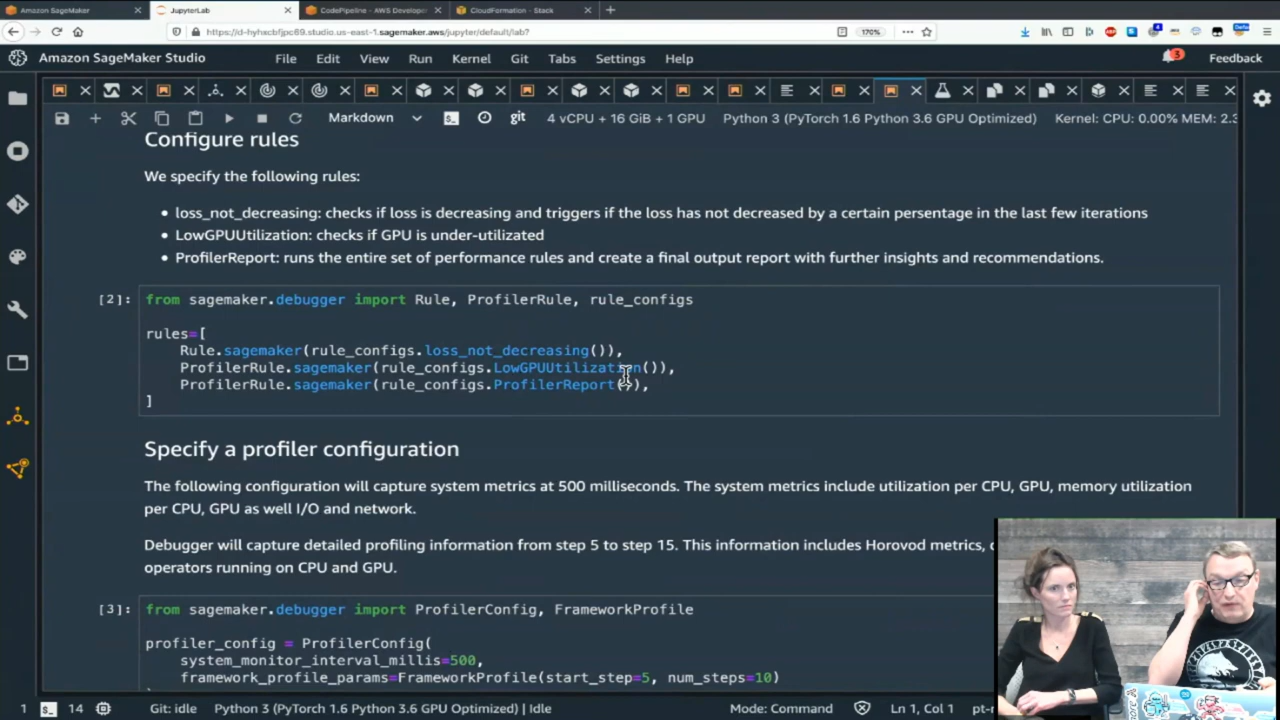 Amazon SageMaker
JupyterLab
CodePipeline - AWS Developer
CloudFormation - Stack
https://d-hyhxcbfjpc89.studio.us-east-1.sagemaker.aws/jupyter/default/lab?
170%
Amazon SageMaker Studio
File Edit View Run Kernel Git Tabs Settings Help
3
Feedback
Markdown
git
4 vCPU + 16 GiB + 1 GPU
Python 3 (PyTorch 1.6 Python 3.6 GPU Optimized)
Kernel: CPU: 0.00% MEM: 2.3
Configure rules
We specify the following rules:
• loss_not_decreasing: checks if loss is decreasing and triggers if the loss has not decreased by a certain persentage in the last few iterations
• LowGPUUtilization: checks if GPU is under-utilizated
• ProfilerReport: runs the entire set of performance rules and create a final output report with further insights and recommendations.
[2]: from sagemaker.debugger import Rule, ProfilerRule, rule_configs
rules=[
Rule.sagemaker(rule_configs.loss_not_decreasing()),
ProfilerRule.sagemaker(rule_configs.LowGPUUtilization()),
ProfilerRule.sagemaker(rule_configs.ProfilerReport()),
]
Specify a profiler configuration
The following configuration will capture system metrics at 500 milliseconds. The system metrics include utilization per CPU, GPU, memory utilization
per CPU, GPU as well I/O and network.
Debugger will capture detailed profiling information from step 5 to step 15. This information includes Horovod metrics,
operators running on CPU and GPU.
[3]: from sagemaker.debugger import ProfilerConfig, FrameworkProfile
profiler_config = ProfilerConfig(
system_monitor_interval_millis=500,
framework_profile_params=FrameworkProfile(start_step=5, num_steps=10)
1
14
Git: idle
Python 3 (PyTorch 1.6 Python 3.6 GPU Optimized) | Idle
Mode: Command
Ln 1, Col 1